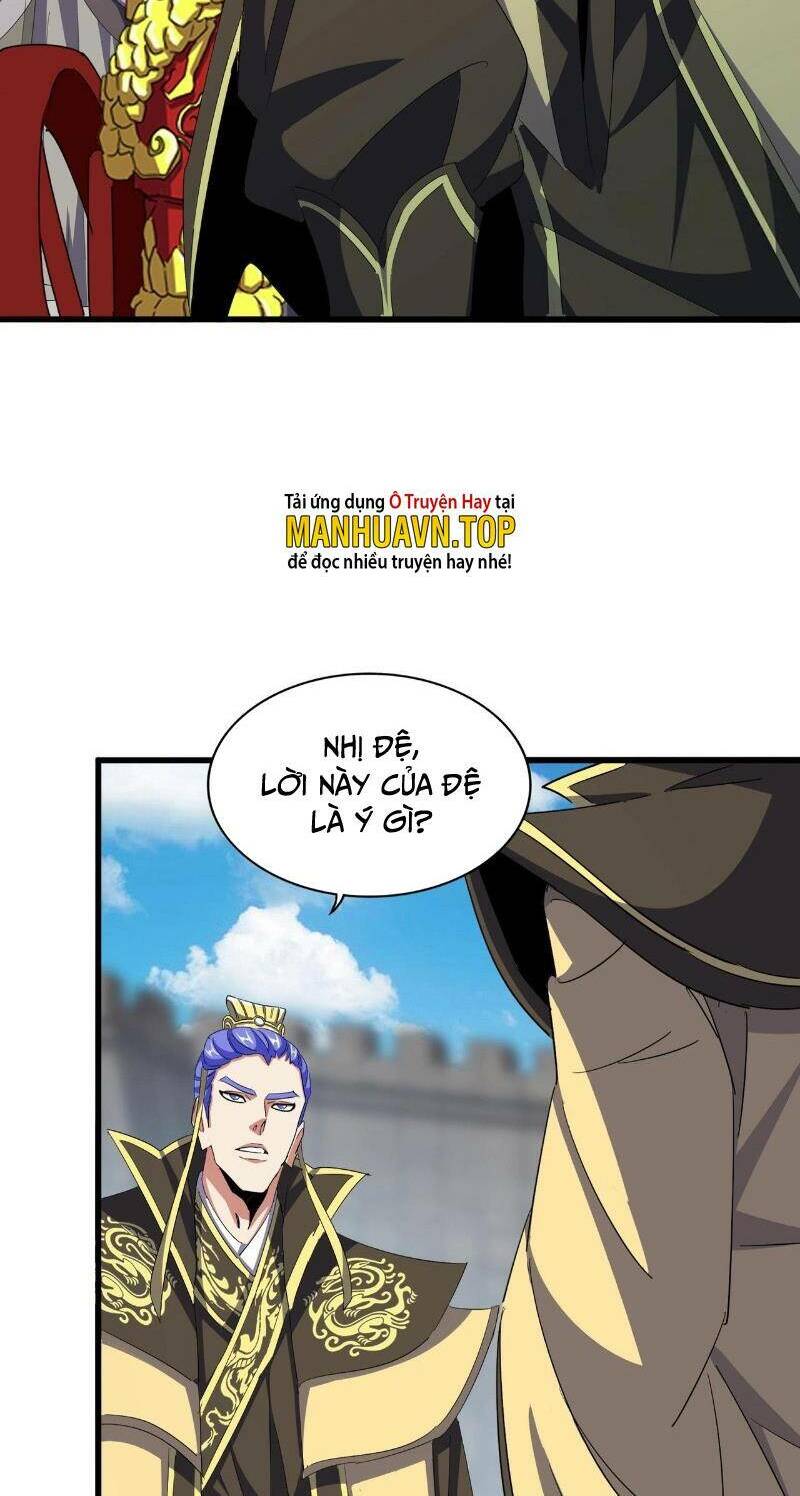 Tải ứng dụng Ô Truyện Hay tại
MANHUAVN.TOP
để đọc nhiều truyện hay nhé!
NHỊ ĐỆ,
LỜI NÀY CỦA ĐỆ
LÀ Ý GÌ?